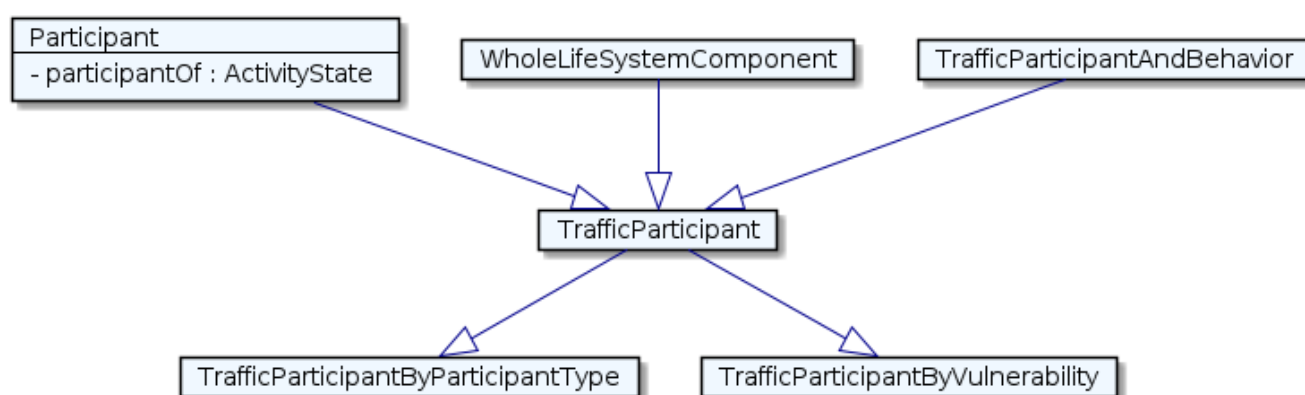 Participant
- participantOf : ActivityState
WholeLifeSystemComponent
TrafficParticipantAndBehavior
TrafficParticipant
TrafficParticipantByParticipantType
TrafficParticipantByVulnerability